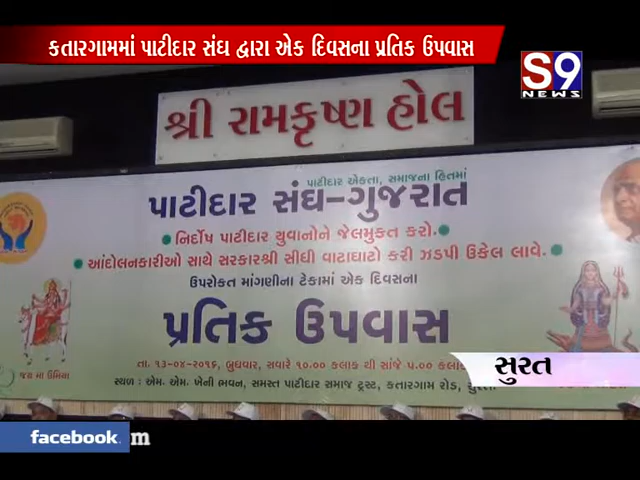 કતારગામમાં પાટીદાર સંઘ દ્વારા એક દિવસના પ્રતિક ઉપવાસ
S9
NEWS
શ્રી રામકૃષ્ણ હોલ
પાટીદાર એકતા, સમાજના હિતમાં
પાટીદાર સંઘ-ગુજરાત
નિર્દોષ પાટીદાર યુવાનોને જેલમુક્ત કરો.
આંદોલનકારીઓ સાથે સરકારશ્રી સીધી વાટાઘાટો કરી ઝડપી ઉકેલ લાવે.
ઉપરોક્ત માંગણીના ટેકામાં એક દિવસના
પ્રતિક ઉપવાસ
તા. ૧૩-૦૪-૨૦૧૬, બુધવાર, સવારે ૧૦.૦૦ કલાક થી સાંજે ૫.૦૦
સુરત
જય મા ઉમિયા
સ્થળ : એમ. એમ. ખેની ભવન, સમસ્ત પાટીદાર સમાજ ટ્રસ્ટ, કતારગામ રોડ,
facebook